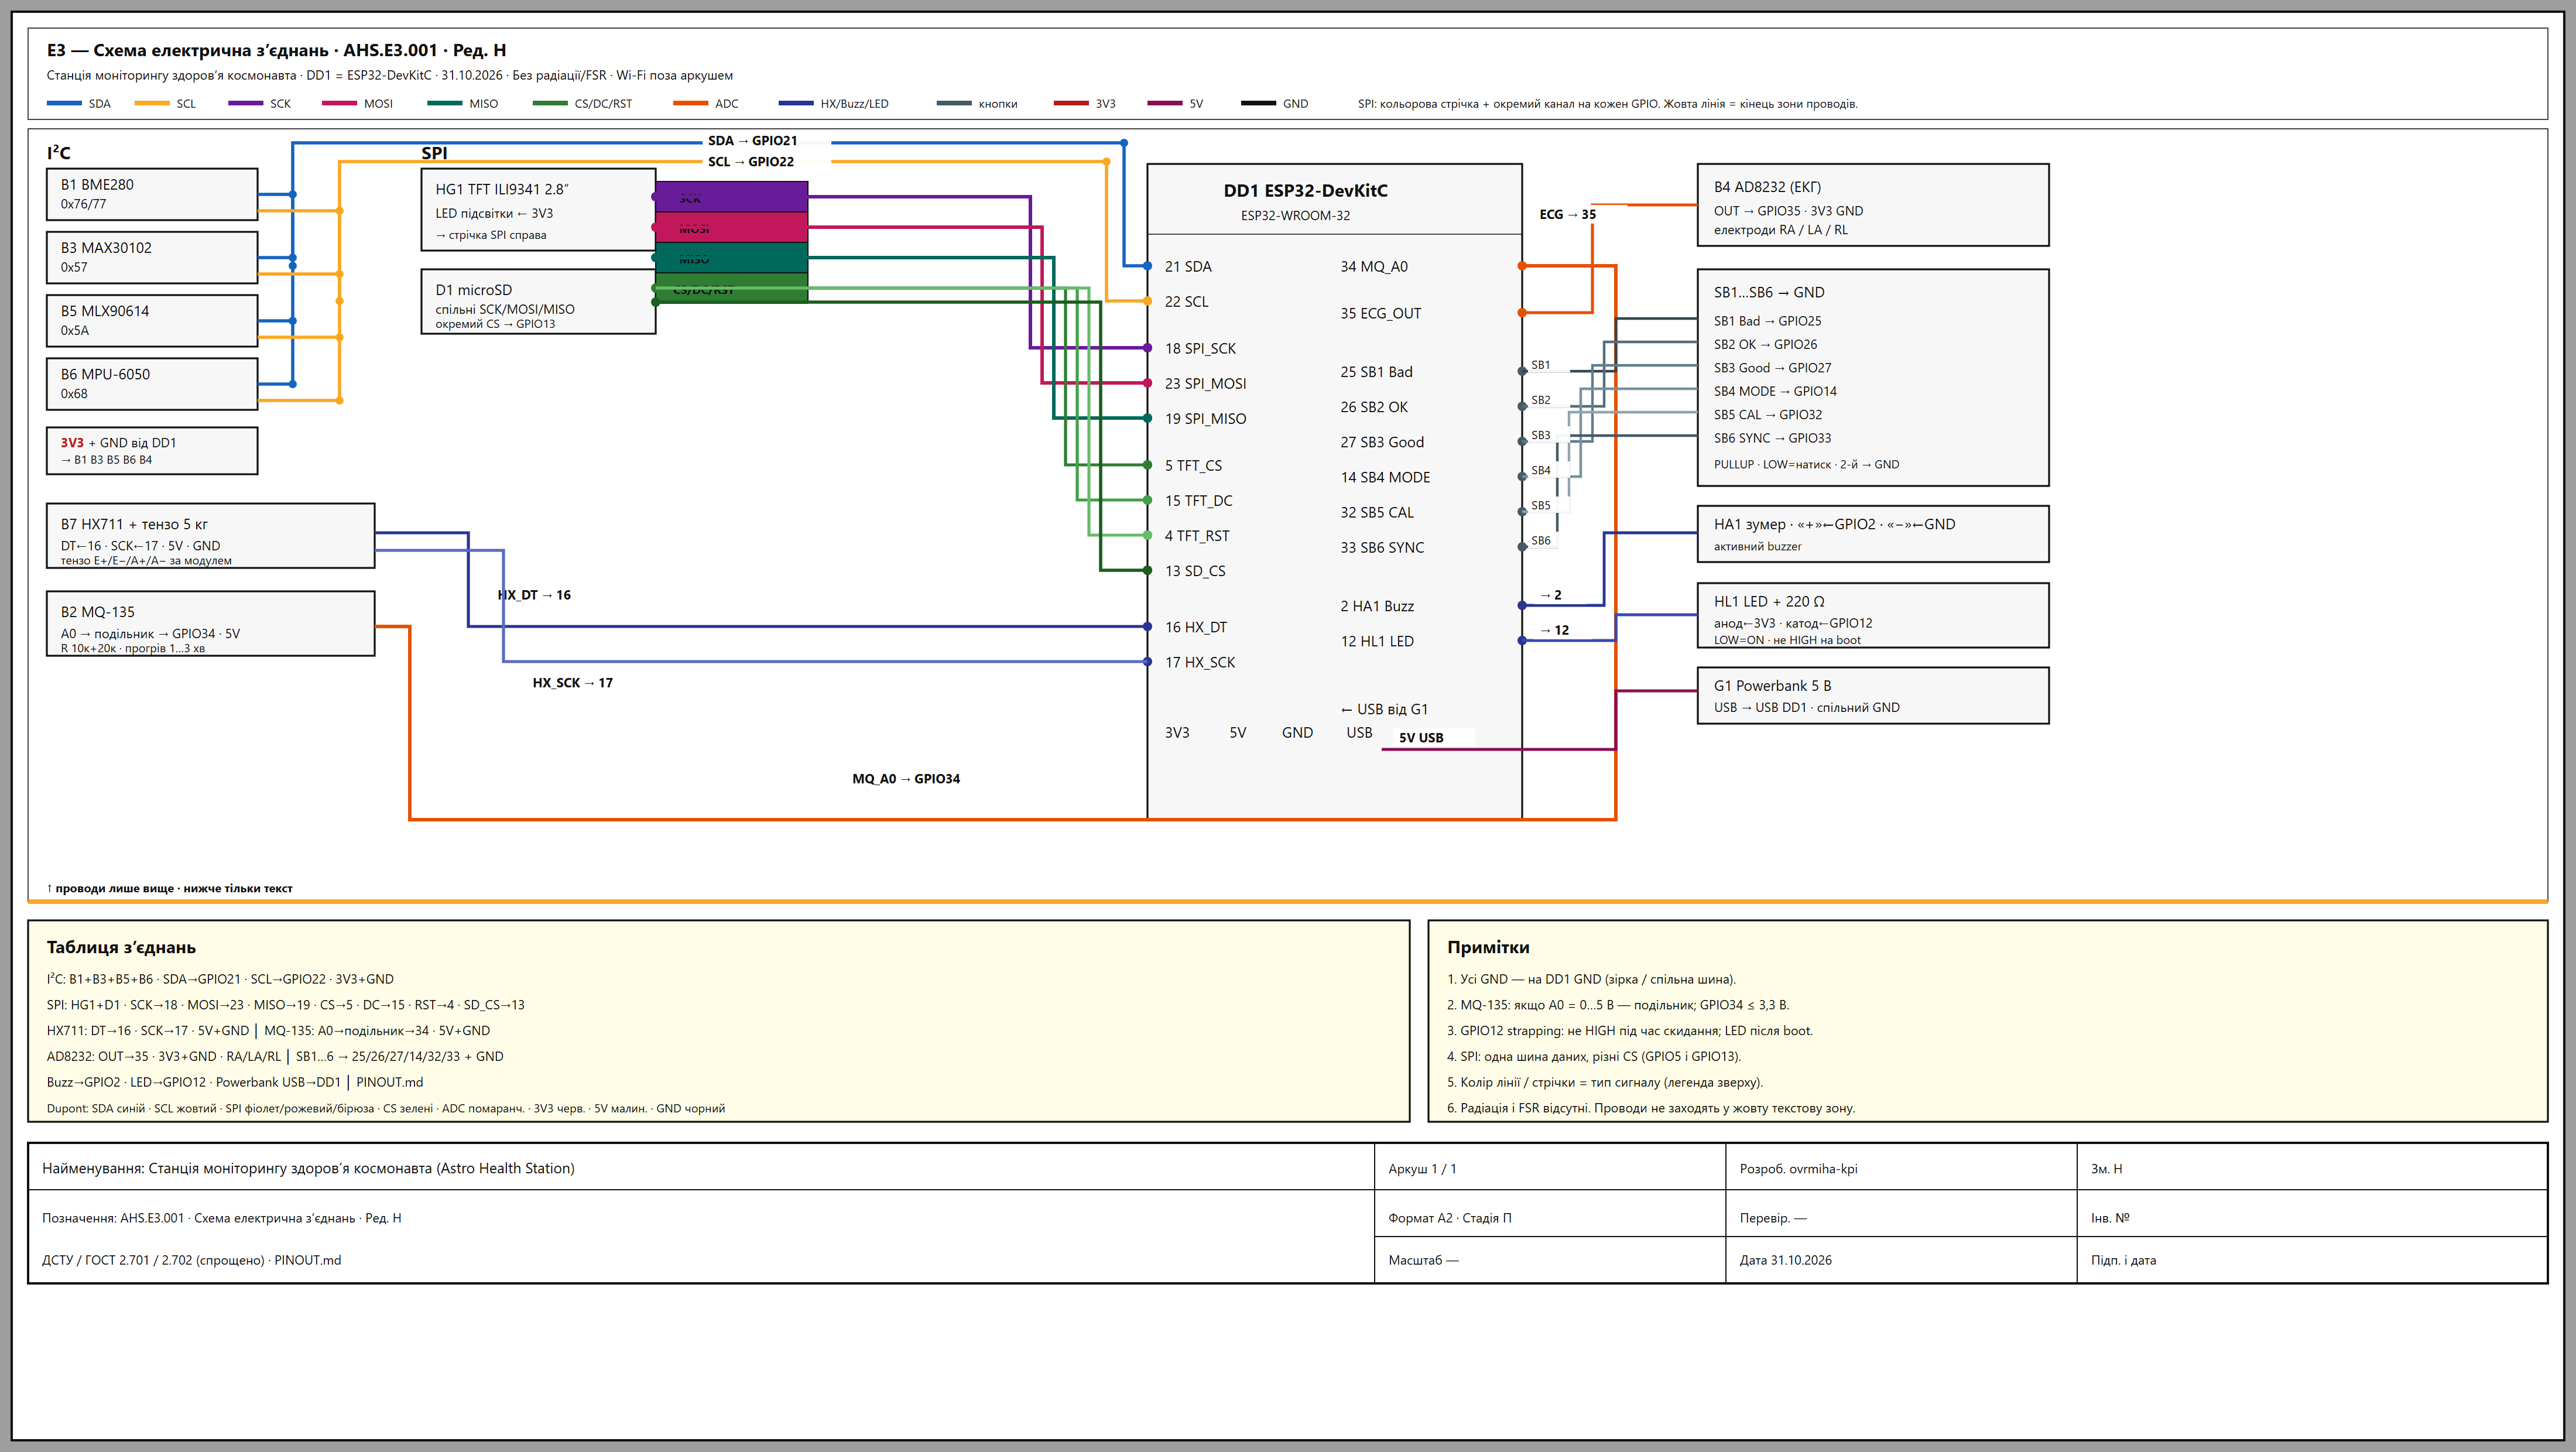 E3 — Схема електрична з’єднань · AHS.E3.001 · Ред. Н
Станція моніторингу здоров’я космонавта · DD1 = ESP32-DevKitC · 31.10.2026 · Без радіації/FSR · Wi-Fi поза аркушем
SDA SCL SCK MOSI MISO CS/DC/RST ADC HX/Buzz/LED кнопки 3V3 5V GND SPI: кольорова стрічка + окремий канал на кожен GPIO. Жовта лінія = кінець зони проводів.
I²C
B1 BME280
0x76/77
B3 MAX30102
0x57
B5 MLX90614
0x5A
B6 MPU-6050
0x68
3V3 + GND від DD1
→ B1 B3 B5 B6 B4
B7 HX711 + тензо 5 кг
DT←16 · SCK←17 · 5V · GND
тензо E+/E−/A+/A− за модулем
B2 MQ-135
A0 → подільник → GPIO34 · 5V
R 10к+20к · прогрів 1…3 хв
SPI
HG1 TFT ILI9341 2.8″
LED підсвітки ← 3V3
→ стрічка SPI справа
D1 microSD
спільні SCK/MOSI/MISO
окремий CS → GPIO13
SDA → GPIO21
SCL → GPIO22
SCK
MOSI
MISO
CS/DC/RST
HX_DT → 16
HX_SCK → 17
MQ_A0 → GPIO34
DD1 ESP32-DevKitC
ESP32-WROOM-32
21 SDA
22 SCL
18 SPI_SCK
23 SPI_MOSI
19 SPI_MISO
5 TFT_CS
15 TFT_DC
4 TFT_RST
13 SD_CS
16 HX_DT
17 HX_SCK
34 MQ_A0
35 ECG_OUT
25 SB1 Bad
26 SB2 OK
27 SB3 Good
14 SB4 MODE
32 SB5 CAL
33 SB6 SYNC
2 HA1 Buzz
12 HL1 LED
← USB від G1
3V3 5V GND USB
5V USB
ECG → 35
SB1
SB2
SB3
SB4
SB5
SB6
→ 2
→ 12
B4 AD8232 (ЕКГ)
OUT → GPIO35 · 3V3 GND
електроди RA / LA / RL
SB1…SB6 → GND
SB1 Bad → GPIO25
SB2 OK → GPIO26
SB3 Good → GPIO27
SB4 MODE → GPIO14
SB5 CAL → GPIO32
SB6 SYNC → GPIO33
PULLUP · LOW=натиск · 2-й → GND
HA1 зумер · «+»←GPIO2 · «−»←GND
активний buzzer
HL1 LED + 220 Ω
анод←3V3 · катод←GPIO12
LOW=ON · не HIGH на boot
G1 Powerbank 5 В
USB → USB DD1 · спільний GND
↑ проводи лише вище · нижче тільки текст
Таблиця з’єднань
I²C: B1+B3+B5+B6 · SDA→GPIO21 · SCL→GPIO22 · 3V3+GND
SPI: HG1+D1 · SCK→18 · MOSI→23 · MISO→19 · CS→5 · DC→15 · RST→4 · SD_CS→13
HX711: DT→16 · SCK→17 · 5V+GND │ MQ-135: A0→подільник→34 · 5V+GND
AD8232: OUT→35 · 3V3+GND · RA/LA/RL │ SB1…6 → 25/26/27/14/32/33 + GND
Buzz→GPIO2 · LED→GPIO12 · Powerbank USB→DD1 │ PINOUT.md
Dupont: SDA синій · SCL жовтий · SPI фіолет/рожевий/бірюза · CS зелені · ADC помаранч. · 3V3 черв. · 5V малин. · GND чорний
Примітки
1. Усі GND — на DD1 GND (зірка / спільна шина).
2. MQ-135: якщо A0 = 0…5 В — подільник; GPIO34 ≤ 3,3 В.
3. GPIO12 strapping: не HIGH під час скидання; LED після boot.
4. SPI: одна шина даних, різні CS (GPIO5 і GPIO13).
5. Колір лінії / стрічки = тип сигналу (легенда зверху).
6. Радіація і FSR відсутні. Проводи не заходять у жовту текстову зону.
Найменування: Станція моніторингу здоров’я космонавта (Astro Health Station)
Позначення: AHS.E3.001 · Схема електрична з’єднань · Ред. Н
ДСТУ / ГОСТ 2.701 / 2.702 (спрощено) · PINOUT.md
Аркуш 1 / 1
Розроб. ovrmiha-kpi
Зм. Н
Формат А2 · Стадія П
Перевір. —
Інв. №
Масштаб —
Дата 31.10.2026
Підп. і дата